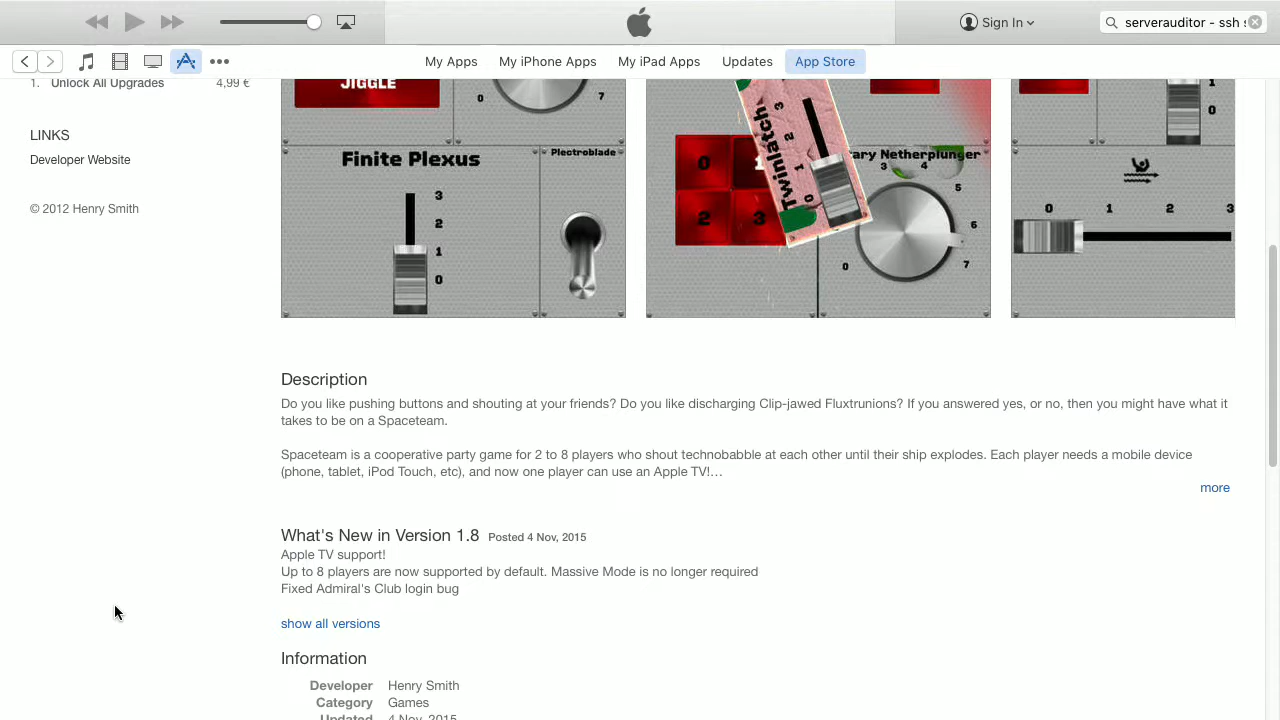 Sign In
serverauditor - ssh
My Apps
My iPhone Apps
My iPad Apps
Updates
App Store
1. Unlock All Upgrades 4,99 €
LINKS
Developer Website
© 2012 Henry Smith
JIGGLE
0
7
Finite Plexus
3
2
1
0
Plectroblade
0
2
3
Twinlatch
3
2
1
0
ary Netherplunger
3
4
5
6
7
0
1
0
0
1
2
3
Description
Do you like pushing buttons and shouting at your friends? Do you like discharging Clip-jawed Fluxtrunions? If you answered yes, or no, then you might have what it
takes to be on a Spaceteam.
Spaceteam is a cooperative party game for 2 to 8 players who shout technobabble at each other until their ship explodes. Each player needs a mobile device
(phone, tablet, iPod Touch, etc), and now one player can use an Apple TV!…
more
What's New in Version 1.8 Posted 4 Nov, 2015
Apple TV support!
Up to 8 players are now supported by default. Massive Mode is no longer required
Fixed Admiral's Club login bug
show all versions
Information
Developer Henry Smith
Category Games
Updated 4 Nov, 2015